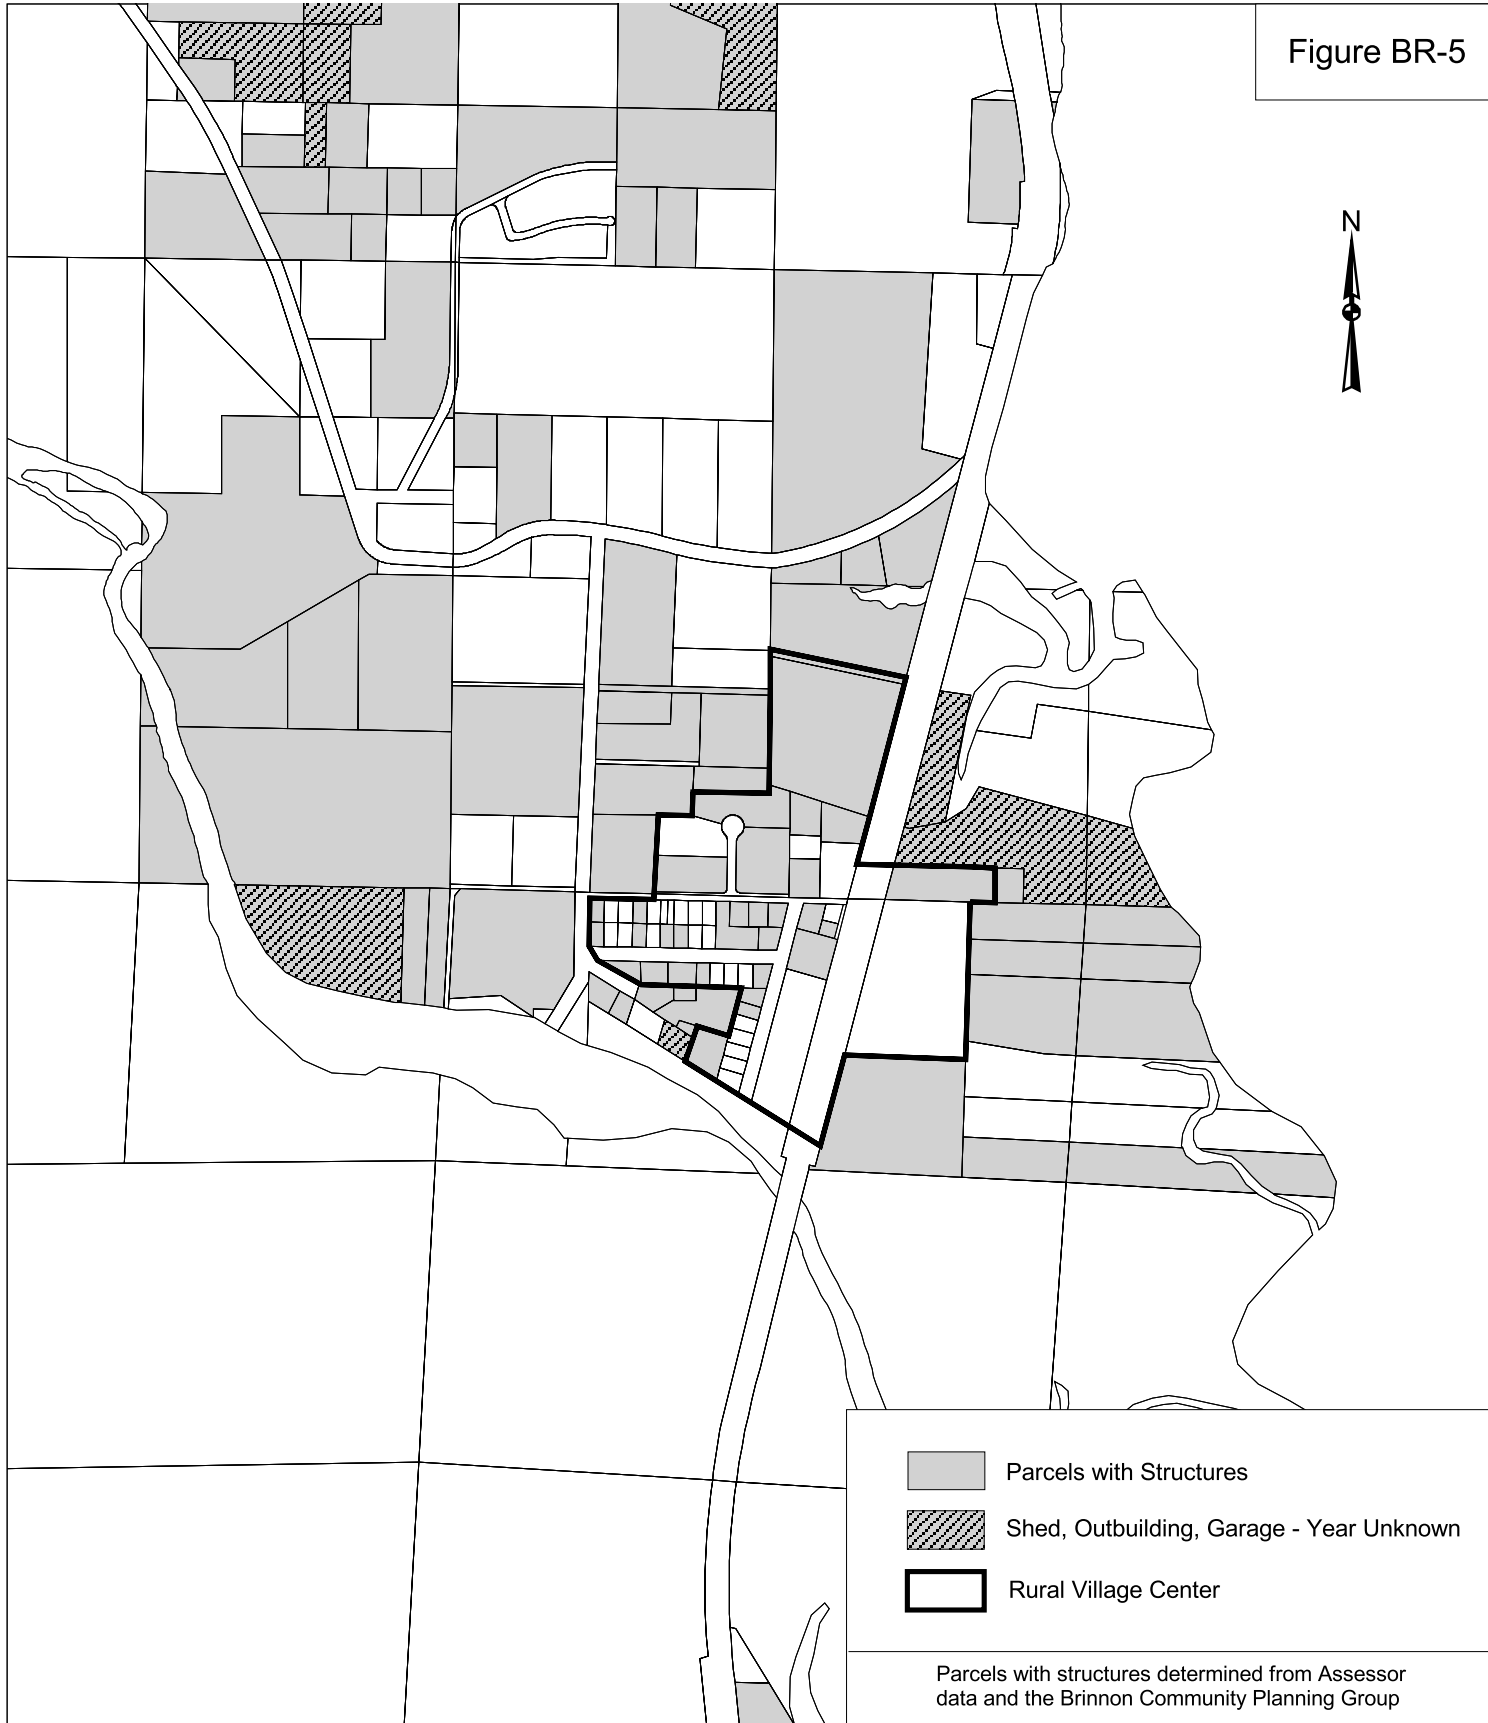 Figure BR-5
N
Parcels with Structures
Shed, Outbuilding, Garage - Year Unknown
Rural Village Center
Parcels with structures determined from Assessor
data and the Brinnon Community Planning Group